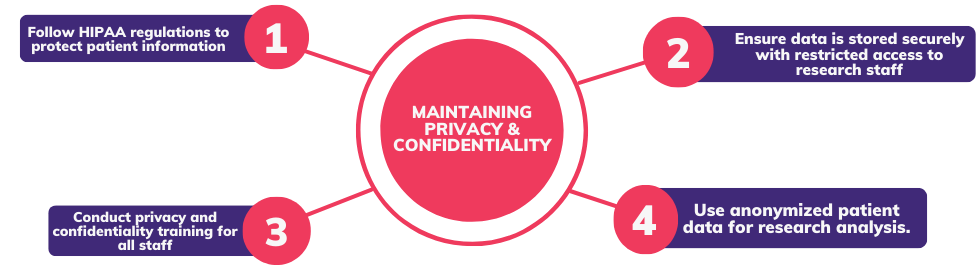 Follow HIPAA regulations to
protect patient information
1
2
Ensure data is stored securely
with restricted access to
research staff
MAINTAINING
PRIVACY &
CONFIDENTIALITY
Conduct privacy and
confidentiality training for
all staff
3
4
Use anonymized patient
data for research analysis.